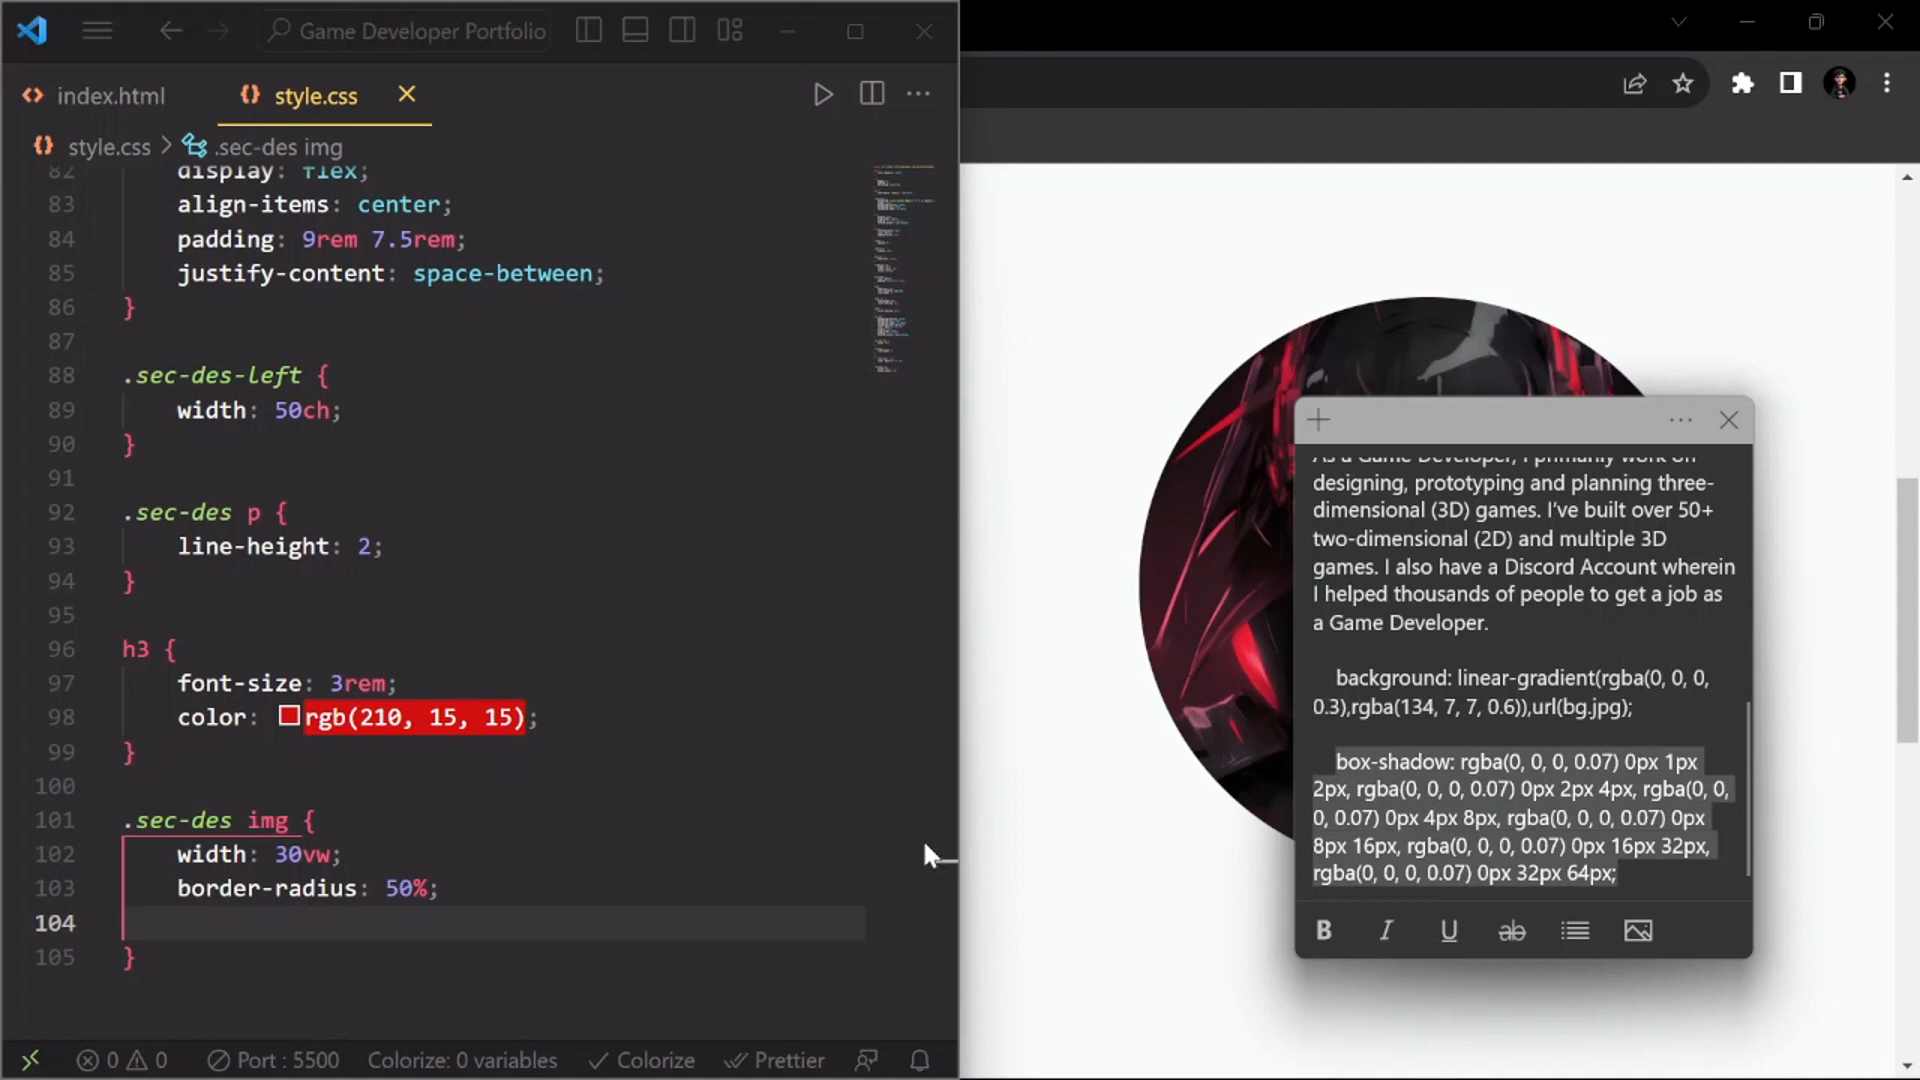 Game Developer Portfolio
index.html
style.css
style.css > .sec-des img
82 display: flex;
83 align-items: center;
84 padding: 9rem 7.5rem;
85 justify-content: space-between;
86 }
87
88 .sec-des-left {
89 width: 50ch;
90 }
91
92 .sec-des p {
93 line-height: 2;
94 }
95
96 h3 {
97 font-size: 3rem;
98 color: rgb(210, 15, 15);
99 }
100
101 .sec-des img {
102 width: 30vw;
103 border-radius: 50%;
104
105 }
0 0 Port : 5500 Colorize: 0 variables Colorize Prettier
As a Game Developer, I primarily work on
designing, prototyping and planning three-
dimensional (3D) games. I've built over 50+
two-dimensional (2D) and multiple 3D
games. I also have a Discord Account wherein
I helped thousands of people to get a job as
a Game Developer.
background: linear-gradient(rgba(0, 0, 0,
0.3),rgba(134, 7, 7, 0.6)),url(bg.jpg);
box-shadow: rgba(0, 0, 0, 0.07) 0px 1px
2px, rgba(0, 0, 0, 0.07) 0px 2px 4px, rgba(0, 0,
0, 0.07) 0px 4px 8px, rgba(0, 0, 0, 0.07) 0px
8px 16px, rgba(0, 0, 0, 0.07) 0px 16px 32px,
rgba(0, 0, 0, 0.07) 0px 32px 64px;
B I U ab